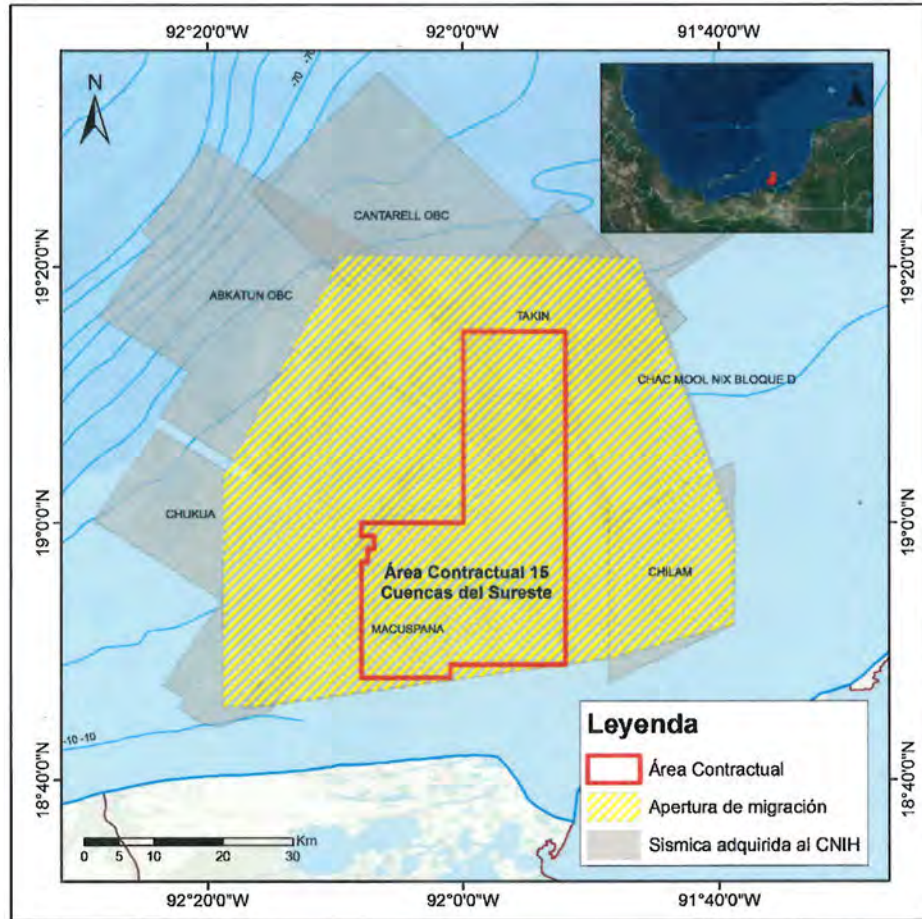 92°20'0"W
92°0'0"W
91°40'0"W
N
-70
-70
CANTARELL OBC
19°20'0"N
19°20'0"N
ABKATUN OBC
TAKIN
CHAC MOOL NIX BLOQUE D
CHUKUA
19°0'0"N
19°0'0"N
Área Contractual 15
Cuencas del Sureste
CHILAM
MACUSPANA
-10
-10
Leyenda
Área Contractual
Apertura de migración
Sísmica adquirida al CNIH
18°40'0"N
18°40'0"N
Km
0 5 10 20 30
92°20'0"W
92°0'0"W
91°40'0"W